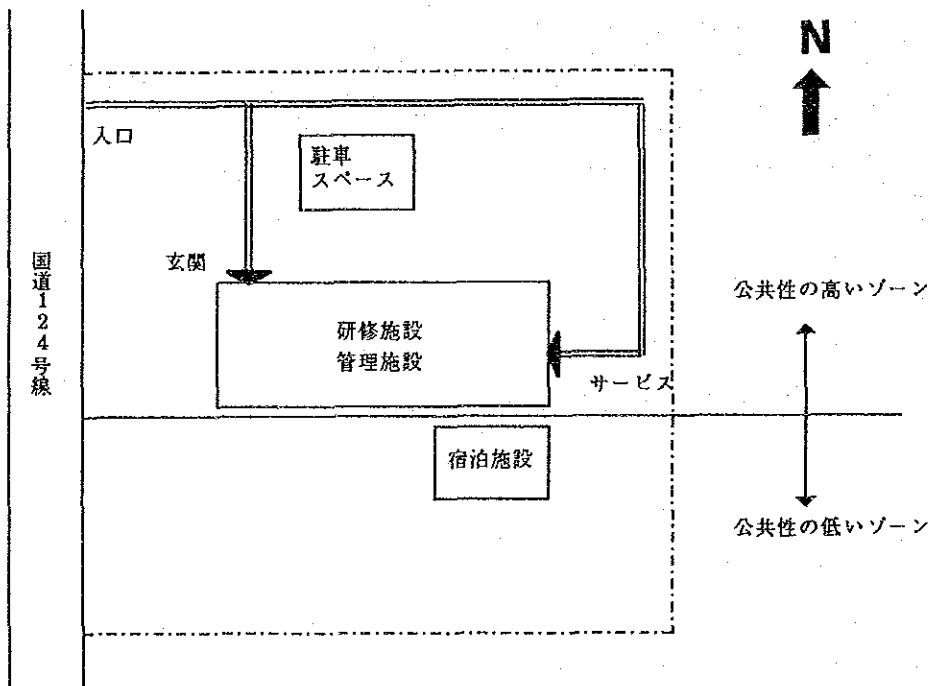 N
入口
駐車
スペース
玄関
国道124号線
公共性の高いゾーン
研修施設
管理施設
サービス
宿泊施設
公共性の低いゾーン